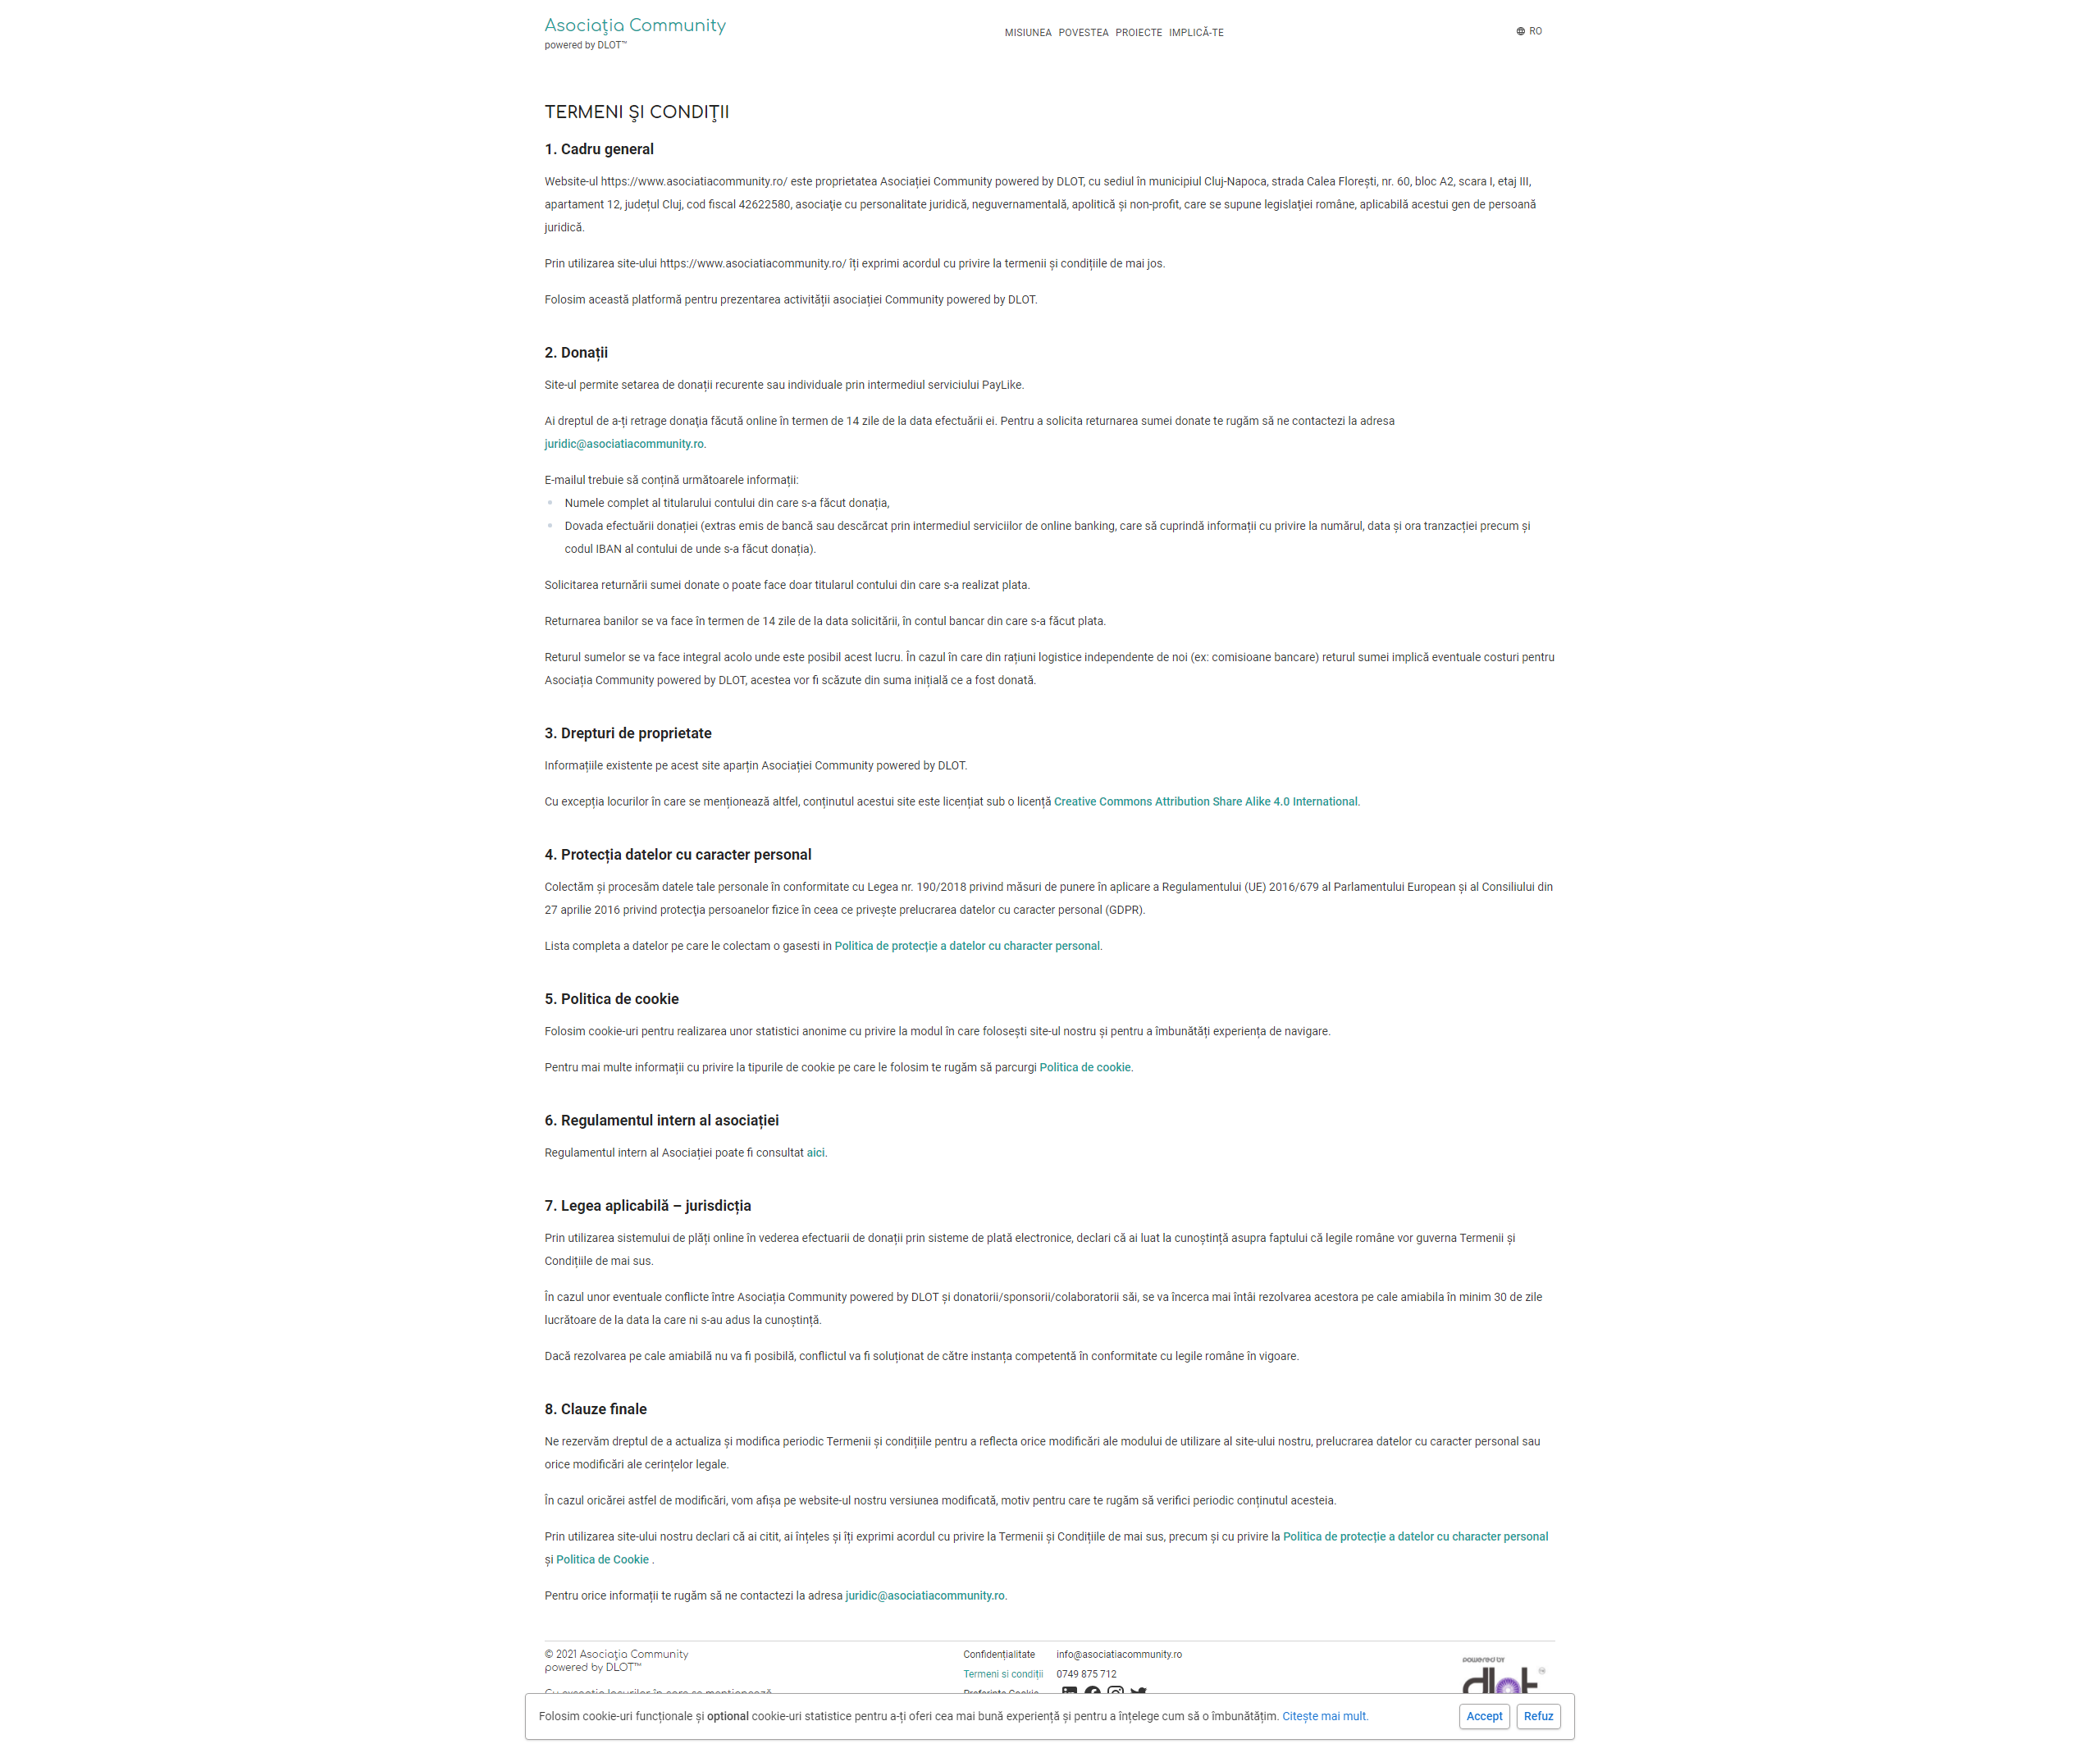 Asociația Community
powered by DLOT™
MISIUNEA POVESTEA PROIECTE IMPLICĂ-TE
RO
TERMENI ȘI CONDIȚII
1. Cadru general
Website-ul https://www.asociatiacommunity.ro/ este proprietatea Asociației Community powered by DLOT, cu sediul în municipiul Cluj-Napoca, strada Calea Florești, nr. 60, bloc A2, scara I, etaj III,
apartament 12, județul Cluj, cod fiscal 42622580, asociație cu personalitate juridică, neguvernamentală, apolitică și non-profit, care se supune legislației române, aplicabilă acestui gen de persoană
juridică.
Prin utilizarea site-ului https://www.asociatiacommunity.ro/ îți exprimi acordul cu privire la termenii și condițiile de mai jos.
Folosim această platformă pentru prezentarea activității asociației Community powered by DLOT.
2. Donații
Site-ul permite setarea de donații recurente sau individuale prin intermediul serviciului PayLike.
Ai dreptul de a-ți retrage donația făcută online în termen de 14 zile de la data efectuării ei. Pentru a solicita returnarea sumei donate te rugăm să ne contactezi la adresa
juridic@asociatiacommunity.ro.
E-mailul trebuie să conțină următoarele informații:
Numele complet al titularului contului din care s-a făcut donația,
Dovada efectuării donației (extras emis de bancă sau descărcat prin intermediul serviciilor de online banking, care să cuprindă informații cu privire la numărul, data și ora tranzacției precum și
codul IBAN al contului de unde s-a făcut donația).
Solicitarea returnării sumei donate o poate face doar titularul contului din care s-a realizat plata.
Returnarea banilor se va face în termen de 14 zile de la data solicitării, în contul bancar din care s-a făcut plata.
Returul sumelor se va face integral acolo unde este posibil acest lucru. În cazul în care din rațiuni logistice independente de noi (ex: comisioane bancare) returul sumei implică eventuale costuri pentru
Asociația Community powered by DLOT, acestea vor fi scăzute din suma inițială ce a fost donată.
3. Drepturi de proprietate
Informațiile existente pe acest site aparțin Asociației Community powered by DLOT.
Cu excepția locurilor în care se menționează altfel, conținutul acestui site este licențiat sub o licență Creative Commons Attribution Share Alike 4.0 International.
4. Protecția datelor cu caracter personal
Colectăm și procesăm datele tale personale în conformitate cu Legea nr. 190/2018 privind măsuri de punere în aplicare a Regulamentului (UE) 2016/679 al Parlamentului European și al Consiliului din
27 aprilie 2016 privind protecția persoanelor fizice în ceea ce privește prelucrarea datelor cu caracter personal (GDPR).
Lista completa a datelor pe care le colectam o gasesti in Politica de protecție a datelor cu character personal.
5. Politica de cookie
Folosim cookie-uri pentru realizarea unor statistici anonime cu privire la modul în care folosești site-ul nostru și pentru a îmbunătăți experiența de navigare.
Pentru mai multe informații cu privire la tipurile de cookie pe care le folosim te rugăm să parcurgi Politica de cookie.
6. Regulamentul intern al asociației
Regulamentul intern al Asociației poate fi consultat aici.
7. Legea aplicabilă – jurisdicția
Prin utilizarea sistemului de plăți online în vederea efectuarii de donații prin sisteme de plată electronice, declari că ai luat la cunoștință asupra faptului că legile române vor guverna Termenii și
Condițiile de mai sus.
În cazul unor eventuale conflicte între Asociația Community powered by DLOT și donatorii/sponsorii/colaboratorii săi, se va încerca mai întâi rezolvarea acestora pe cale amiabila în minim 30 de zile
lucrătoare de la data la care ni s-au adus la cunoștință.
Dacă rezolvarea pe cale amiabilă nu va fi posibilă, conflictul va fi soluționat de către instanța competentă în conformitate cu legile române în vigoare.
8. Clauze finale
Ne rezervăm dreptul de a actualiza și modifica periodic Termenii și condițiile pentru a reflecta orice modificări ale modului de utilizare al site-ului nostru, prelucrarea datelor cu caracter personal sau
orice modificări ale cerințelor legale.
În cazul oricărei astfel de modificări, vom afișa pe website-ul nostru versiunea modificată, motiv pentru care te rugăm să verifici periodic conținutul acesteia.
Prin utilizarea site-ului nostru declari că ai citit, ai înțeles și îți exprimi acordul cu privire la Termenii și Condițiile de mai sus, precum și cu privire la Politica de protecție a datelor cu character personal
și Politica de Cookie .
Pentru orice informații te rugăm să ne contactezi la adresa juridic@asociatiacommunity.ro.
© 2021 Asociația Community
powered by DLOT™
Cu excepția locurilor în care se menționează
Confidențialitate
Termeni si condiții
Preferințe Cookie
info@asociatiacommunity.ro
0749 875 712
powered by
dlot
Folosim cookie-uri funcționale și optional cookie-uri statistice pentru a-ți oferi cea mai bună experiență și pentru a înțelege cum să o îmbunătățim. Citește mai mult.
Accept
Refuz